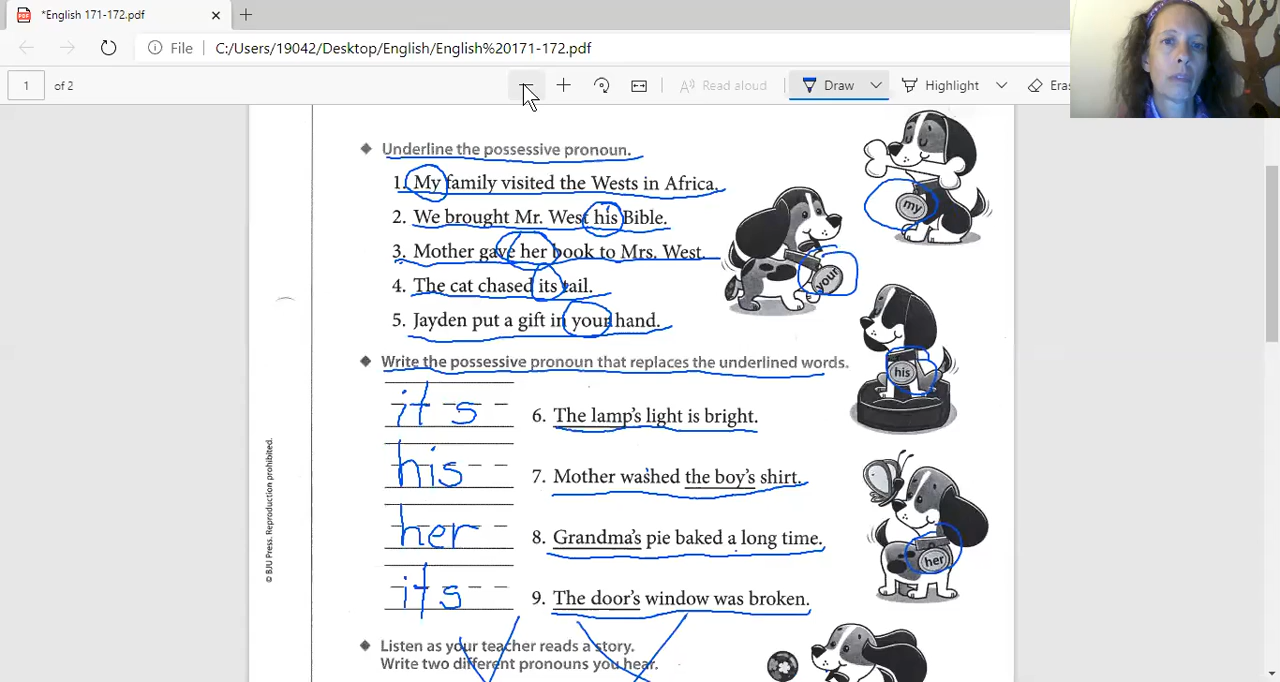 *English 171-172.pdf
File
C:/Users/19042/Desktop/English/English%20171-172.pdf
1 of 2
Read aloud
Draw
Highlight
Eras
Underline the possessive pronoun.
1. My family visited the Wests in Africa.
my
2. We brought Mr. West his Bible.
3. Mother gave her book to Mrs. West.
your
4. The cat chased its tail.
5. Jayden put a gift in your hand.
his
Write the possessive pronoun that replaces the underlined words.
its 6. The lamp's light is bright.
his 7. Mother washed the boy's shirt.
her 8. Grandma's pie baked a long time.
her
its 9. The door's window was broken.
© BJU Press. Reproduction prohibited.
Listen as your teacher reads a story.
Write two different pronouns you hear.